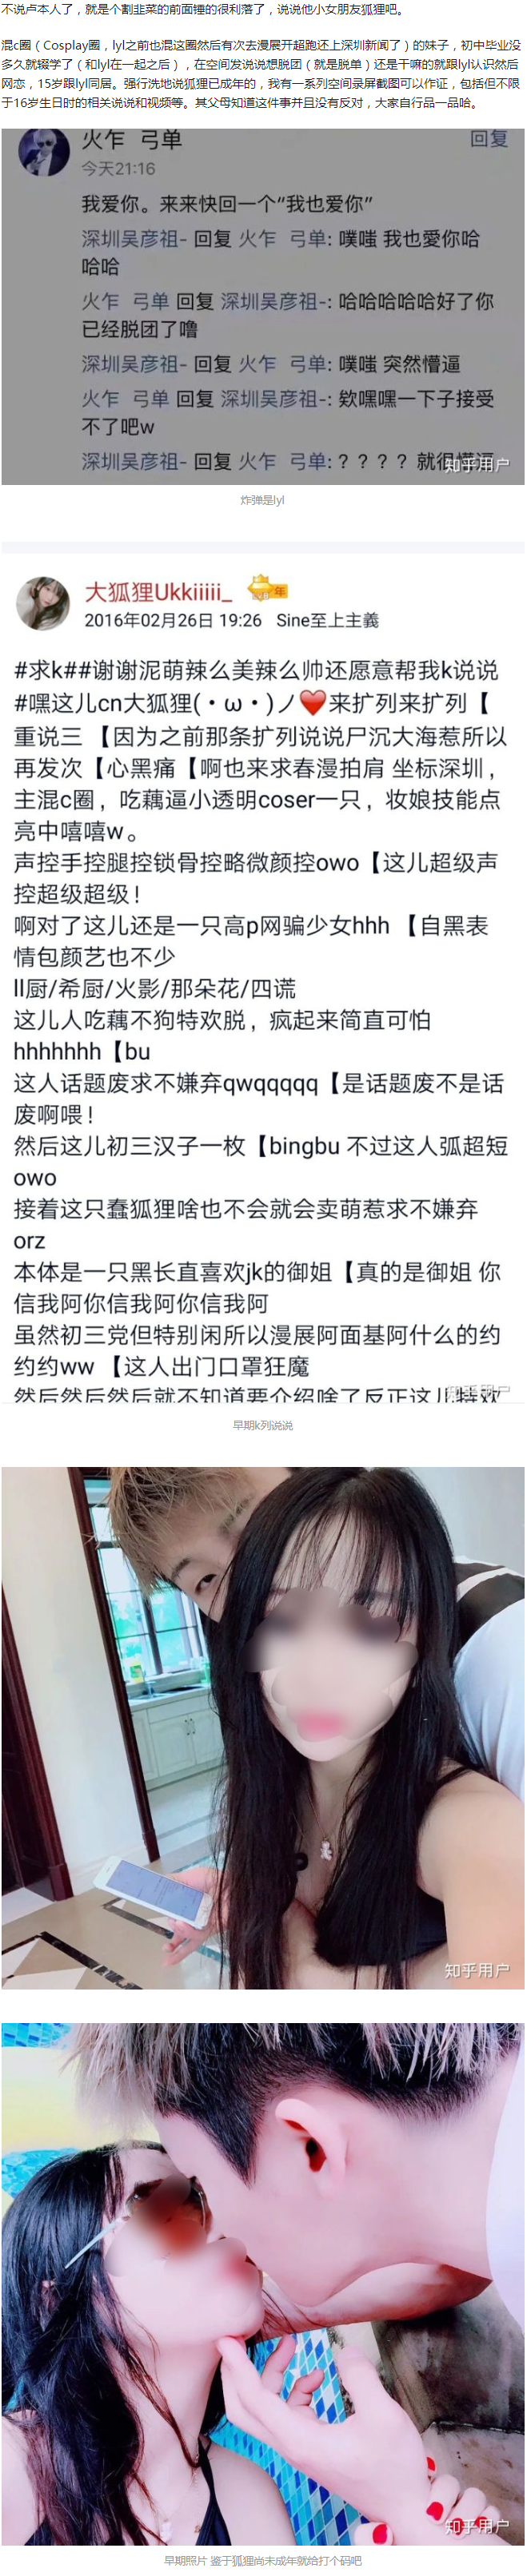 不说卢本人了，就是个割韭菜的前面锤的很利落了，说说他小女朋友狐狸吧。
混c圈（Cosplay圈，lyl之前也混这圈然后有次去漫展开超跑还上深圳新闻了）的妹子，初中毕业没
多久就辍学了（和lyl在一起之后），在空间发说说想脱团（就是脱单）还是干嘛的就跟lyl认识然后
网恋，15岁跟lyl同居。强行洗地说狐狸已成年的，我有一系列空间录屏截图可以作证，包括但不限
于16岁生日时的相关说说和视频等。其父母知道这件事并且没有反对，大家自行品一品哈。
火乍 弓单
回复
今天21:16
我爱你。来来快回一个“我也爱你”
深圳吴彦祖- 回复 火乍 弓单: 噗嗤 我也愛你哈
哈哈
火乍 弓单 回复 深圳吴彦祖-: 哈哈哈哈哈好了你
已经脱团了噜
深圳吴彦祖- 回复 火乍 弓单: 噗嗤 突然懵逼
火乍 弓单 回复 深圳吴彦祖-: 欸嘿嘿一下子接受
不了吧w
深圳吴彦祖- 回复 火乍 弓单: ？？？？ 就很懵逼
知乎用户
炸弹是lyl
大狐狸Ukkiiiii_
年
2016年02月26日 19:26 Sine至上主義
#求k##谢谢泥萌辣么美辣么帅还愿意帮我k说说
#嘿这儿cn大狐狸(・ω・)ノ❤来扩列来扩列【
重说三 【因为之前那条扩列说说尸沉大海惹所以
再发次【心黑痛【啊也来求春漫拍肩 坐标深圳，
主混c圈，吃藕逼小透明coser一只，妆娘技能点
亮中嘻嘻w。
声控手控腿控锁骨控略微颜控owo【这儿超级声
控超级超级！
啊对了这儿还是一只高p网骗少女hhh 【自黑表
情包颜艺也不少
ll厨/希厨/火影/那朵花/四谎
这儿人吃藕不狗特欢脱，疯起来简直可怕
hhhhhhh【bu
这人话题废求不嫌弃qwqqqqq【是话题废不是话
废啊喂！
然后这儿初三汉子一枚【bingbu 不过这人弧超短
owo
接着这只蠢狐狸啥也不会就会卖萌惹求不嫌弃
orz
本体是一只黑长直喜欢jk的御姐【真的是御姐 你
信我阿你信我阿你信我阿
虽然初三党但特别闲所以漫展阿面基阿什么的约
约约ww 【这人出门口罩狂魔
然后然后然后就不知道要介绍啥了反正这儿特欢
知乎用户
早期k列说说
知乎用户
知乎用户
早期照片 鉴于狐狸尚未成年就给打个码吧